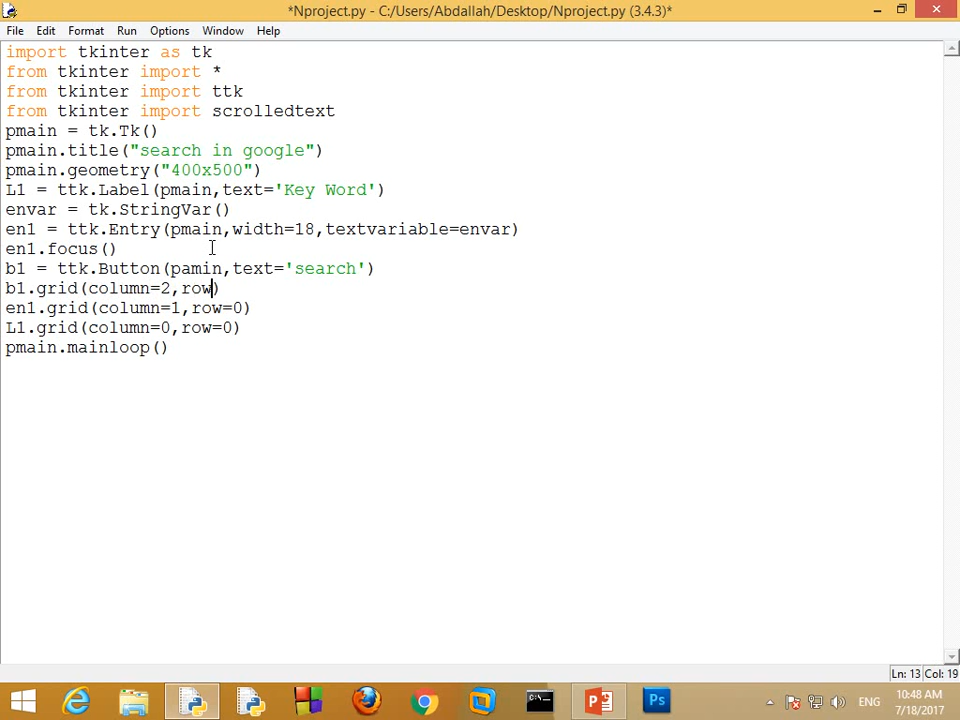 *Nproject.py - C:/Users/Abdallah/Desktop/Nproject.py (3.4.3)*
File Edit Format Run Options Window Help
import tkinter as tk
from tkinter import *
from tkinter import ttk
from tkinter import scrolledtext
pmain = tk.Tk()
pmain.title("search in google")
pmain.geometry("400x500")
L1 = ttk.Label(pmain,text='Key Word')
envar = tk.StringVar()
en1 = ttk.Entry(pmain,width=18,textvariable=envar)
en1.focus()
b1 = ttk.Button(pamin,text='search')
b1.grid(column=2,row)
en1.grid(column=1,row=0)
L1.grid(column=0,row=0)
pmain.mainloop()
Ln: 13 Col: 19
Ps
ENG
10:48 AM
7/18/2017